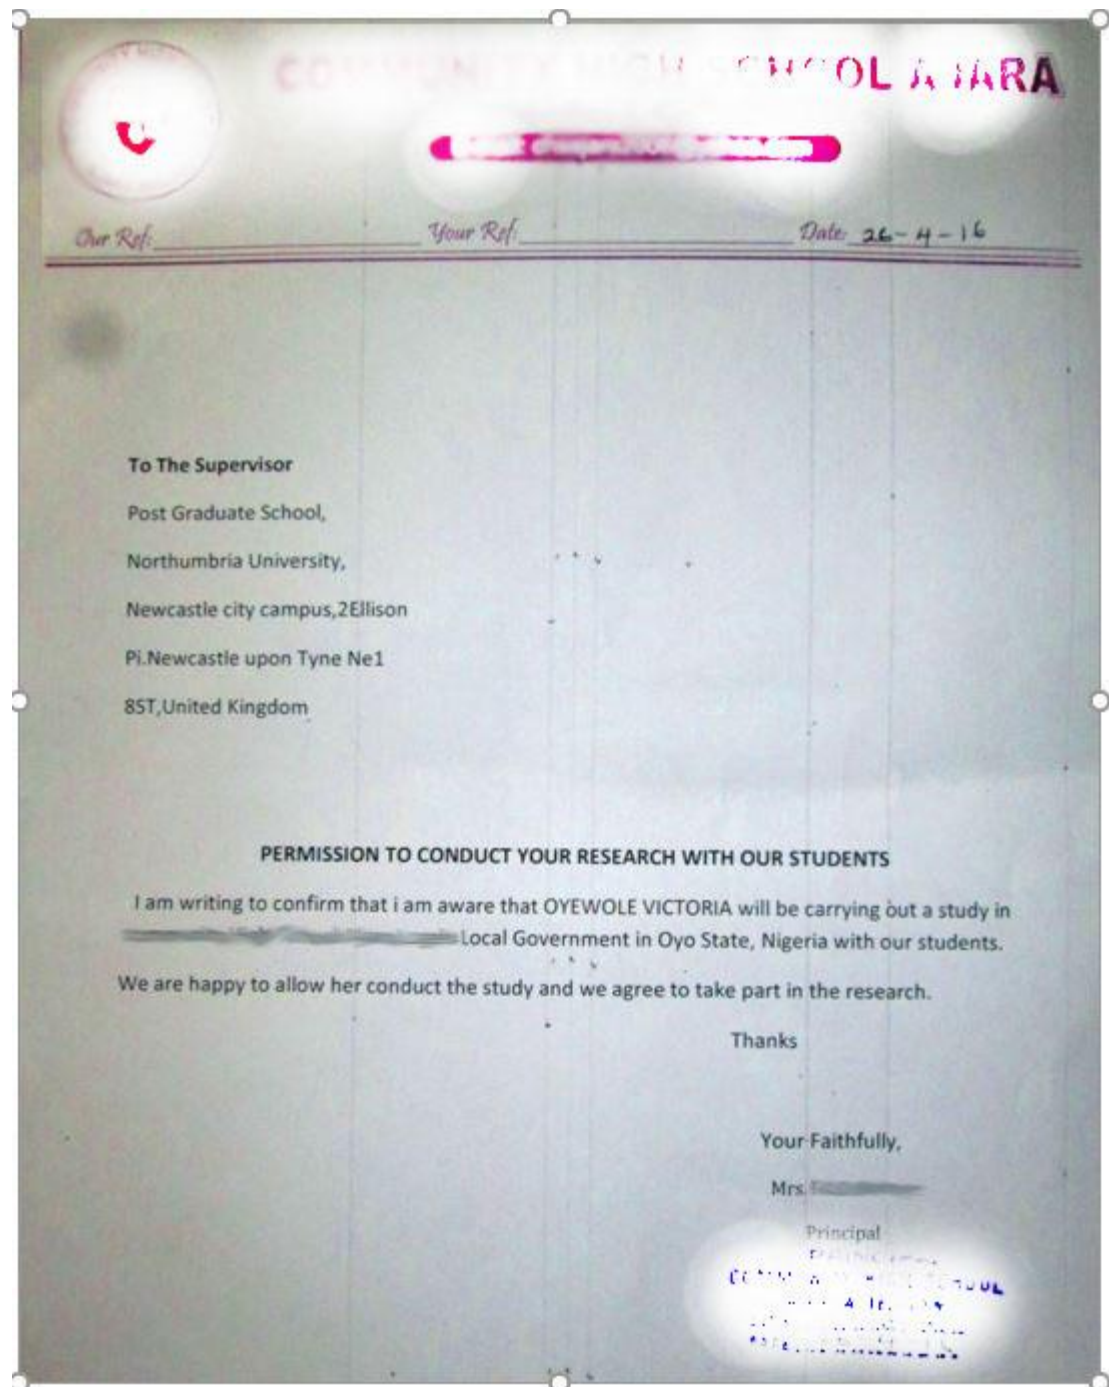 COMMUNITY HIGH SCHOOL AJARA
Our Ref: Your Ref: Date: 26-4-16
To The Supervisor
Post Graduate School,
Northumbria University,
Newcastle city campus,2Ellison
Pi.Newcastle upon Tyne Ne1
8ST,United Kingdom
PERMISSION TO CONDUCT YOUR RESEARCH WITH OUR STUDENTS
I am writing to confirm that i am aware that OYEWOLE VICTORIA will be carrying out a study in
Local Government in Oyo State, Nigeria with our students.
We are happy to allow her conduct the study and we agree to take part in the research.
Thanks
Your Faithfully,
Mrs.
Principal